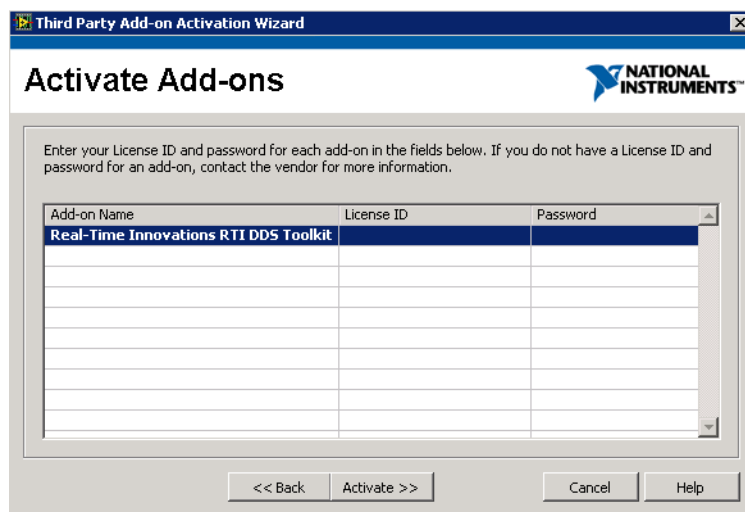 Third Party Add-on Activation Wizard
Activate Add-ons
NATIONAL
INSTRUMENTS™
Enter your License ID and password for each add-on in the fields below. If you do not have a License ID and
password for an add-on, contact the vendor for more information.
Add-on Name License ID Password
Real-Time Innovations RTI DDS Toolkit
<< Back Activate >> Cancel Help